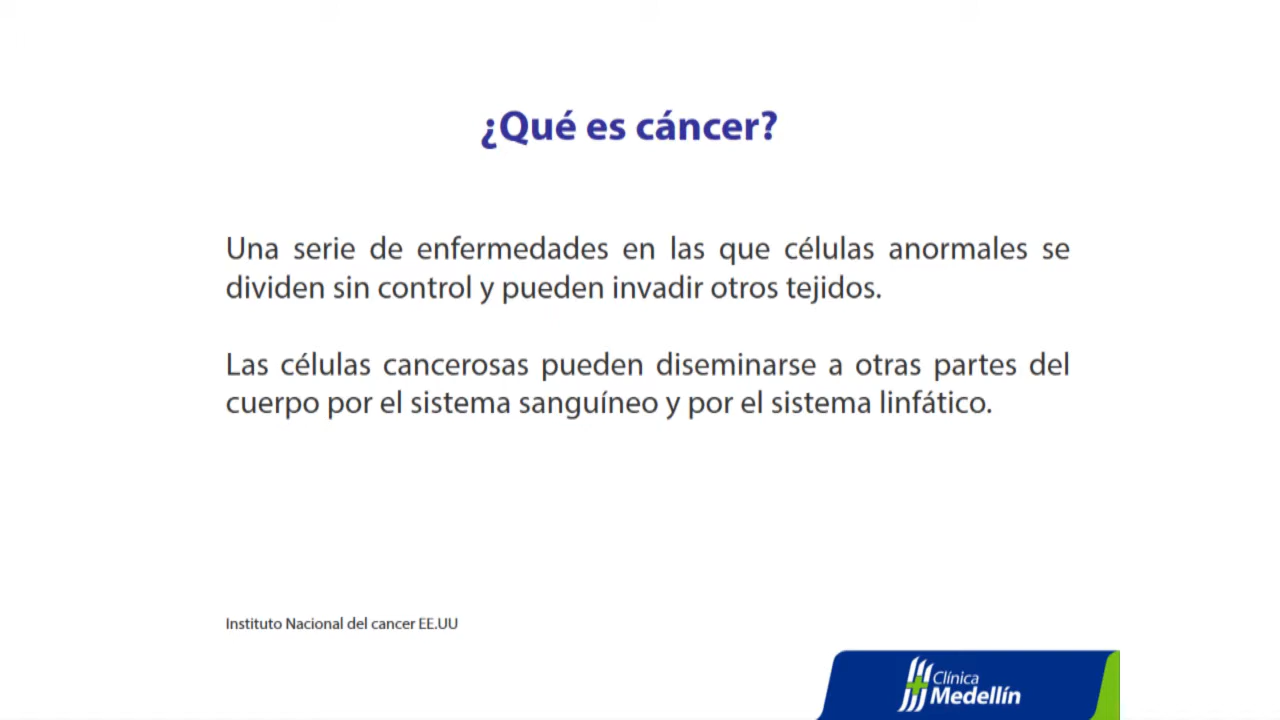 ¿Qué es cáncer?
Una serie de enfermedades en las que células anormales se
dividen sin control y pueden invadir otros tejidos.
Las células cancerosas pueden diseminarse a otras partes del
cuerpo por el sistema sanguíneo y por el sistema linfático.
Instituto Nacional del cancer EE.UU
Clínica
Medellín